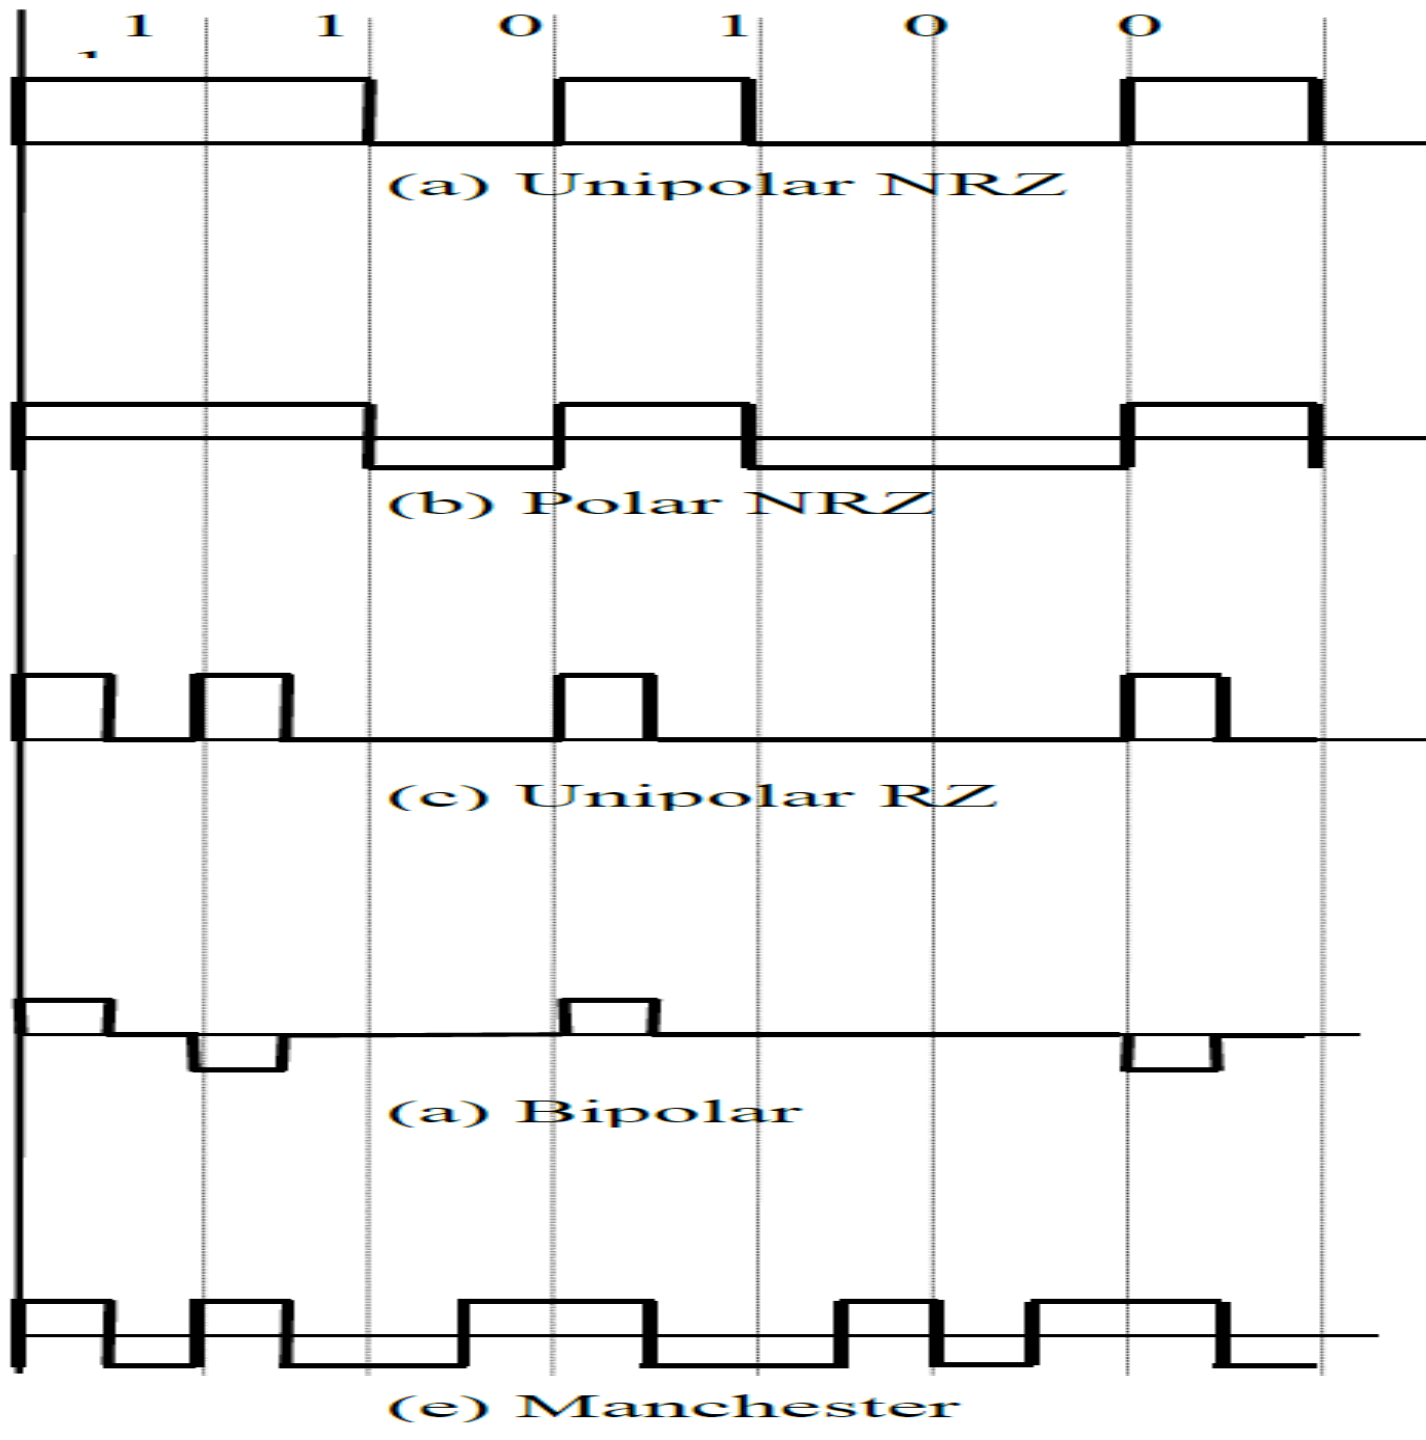 1 1 0 1 0 0
(a) Unipolar NRZ
(b) Polar NRZ
(c) Unipolar RZ
(a) Bipolar
(e) Manchester